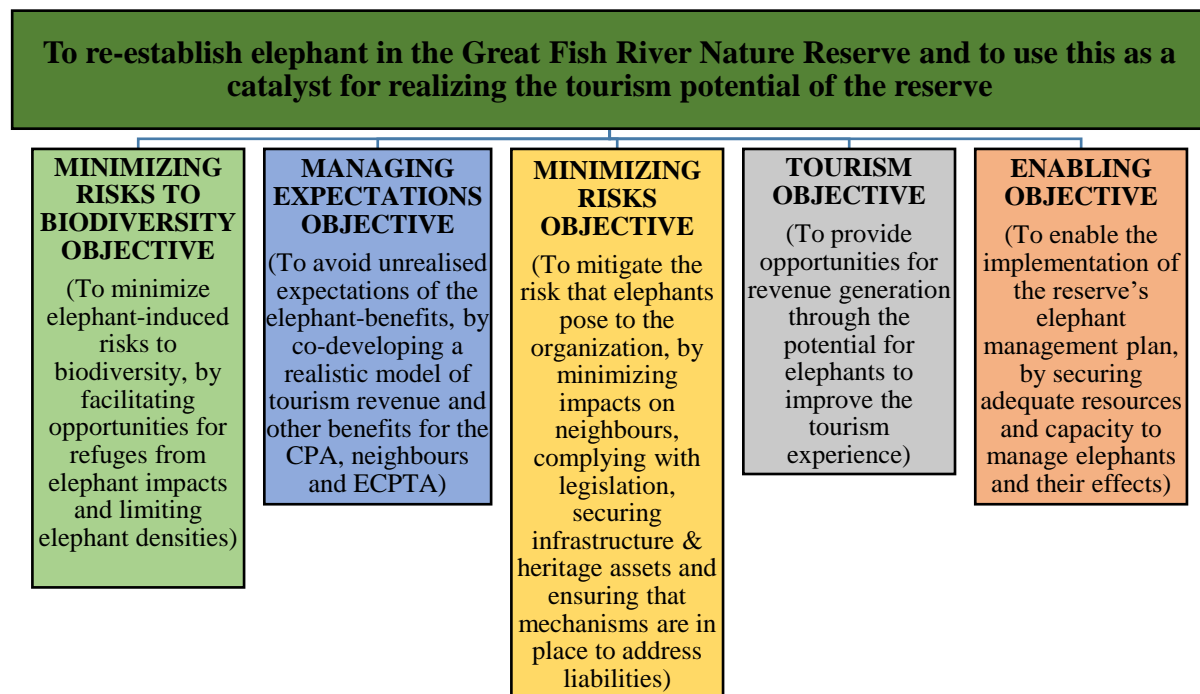 To re-establish elephant in the Great Fish River Nature Reserve and to use this as a
catalyst for realizing the tourism potential of the reserve
MINIMIZING
RISKS TO
BIODIVERSITY
OBJECTIVE
(To minimize
elephant-induced
risks to
biodiversity, by
facilitating
opportunities for
refuges from
elephant impacts
and limiting
elephant densities)
MANAGING
EXPECTATIONS
OBJECTIVE
(To avoid unrealised
expectations of the
elephant-benefits, by
co-developing a
realistic model of
tourism revenue and
other benefits for the
CPA, neighbours
and ECPTA)
MINIMIZING
RISKS
OBJECTIVE
(To mitigate the
risk that elephants
pose to the
organization, by
minimizing
impacts on
neighbours,
complying with
legislation,
securing
infrastructure &
heritage assets and
ensuring that
mechanisms are in
place to address
liabilities)
TOURISM
OBJECTIVE
(To provide
opportunities for
revenue generation
through the
potential for
elephants to
improve the
tourism
experience)
ENABLING
OBJECTIVE
(To enable the
implementation of
the reserve’s
elephant
management plan,
by securing
adequate resources
and capacity to
manage elephants
and their effects)